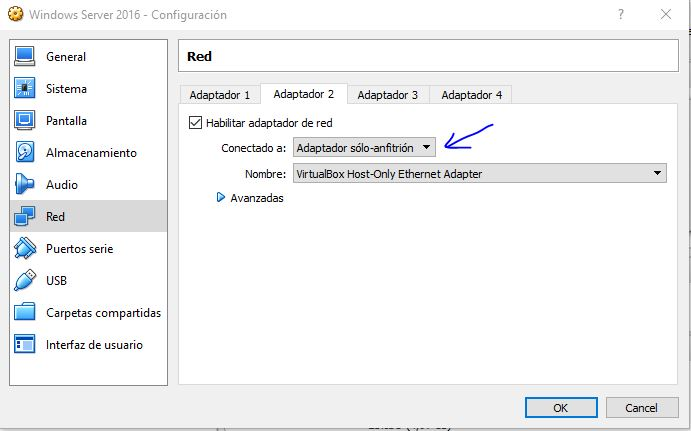 Windows Server 2016 - Configuración
?
General
Sistema
Pantalla
Almacenamiento
Audio
Red
Puertos serie
USB
Carpetas compartidas
Interfaz de usuario
Red
Adaptador 1 Adaptador 2 Adaptador 3 Adaptador 4
Habilitar adaptador de red
Conectado a: Adaptador sólo-anfitrión
Nombre: VirtualBox Host-Only Ethernet Adapter
Avanzadas
OK Cancel